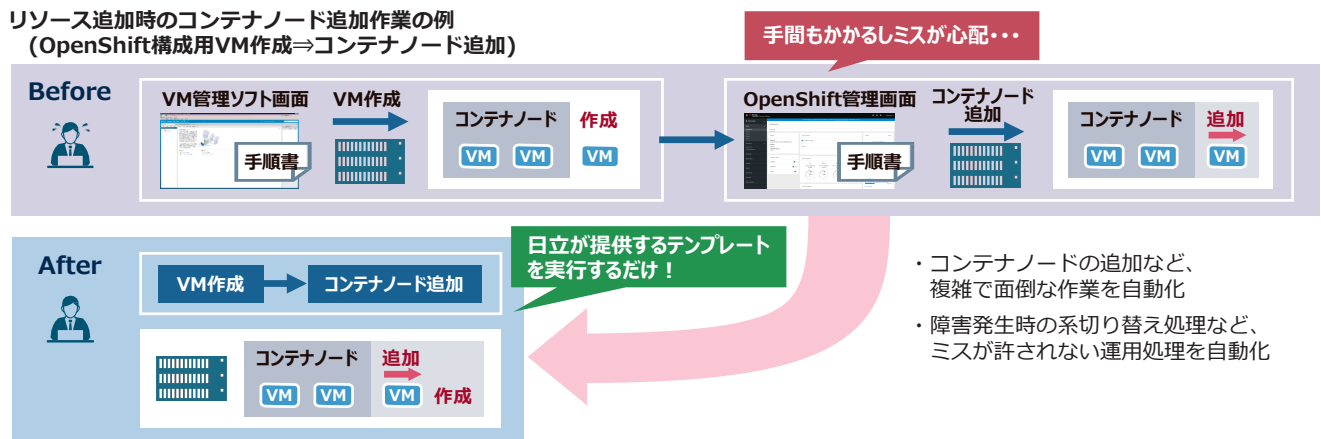 リソース追加時のコンテナノード追加作業の例
(OpenShift構成用VM作成⇒コンテナノード追加)
手間もかかるしミスが心配・・・
Before
VM管理ソフト画面
手順書
VM作成
コンテナノード
作成
VM
VM
VM
OpenShift管理画面
手順書
コンテナノード
追加
コンテナノード
追加
VM
VM
VM
After
VM作成
コンテナノード追加
日立が提供するテンプレート
を実行するだけ！
コンテナノード
追加
VM
VM
VM
作成
・コンテナノードの追加など、
複雑で面倒な作業を自動化
・障害発生時の系切り替え処理など、
ミスが許されない運用処理を自動化